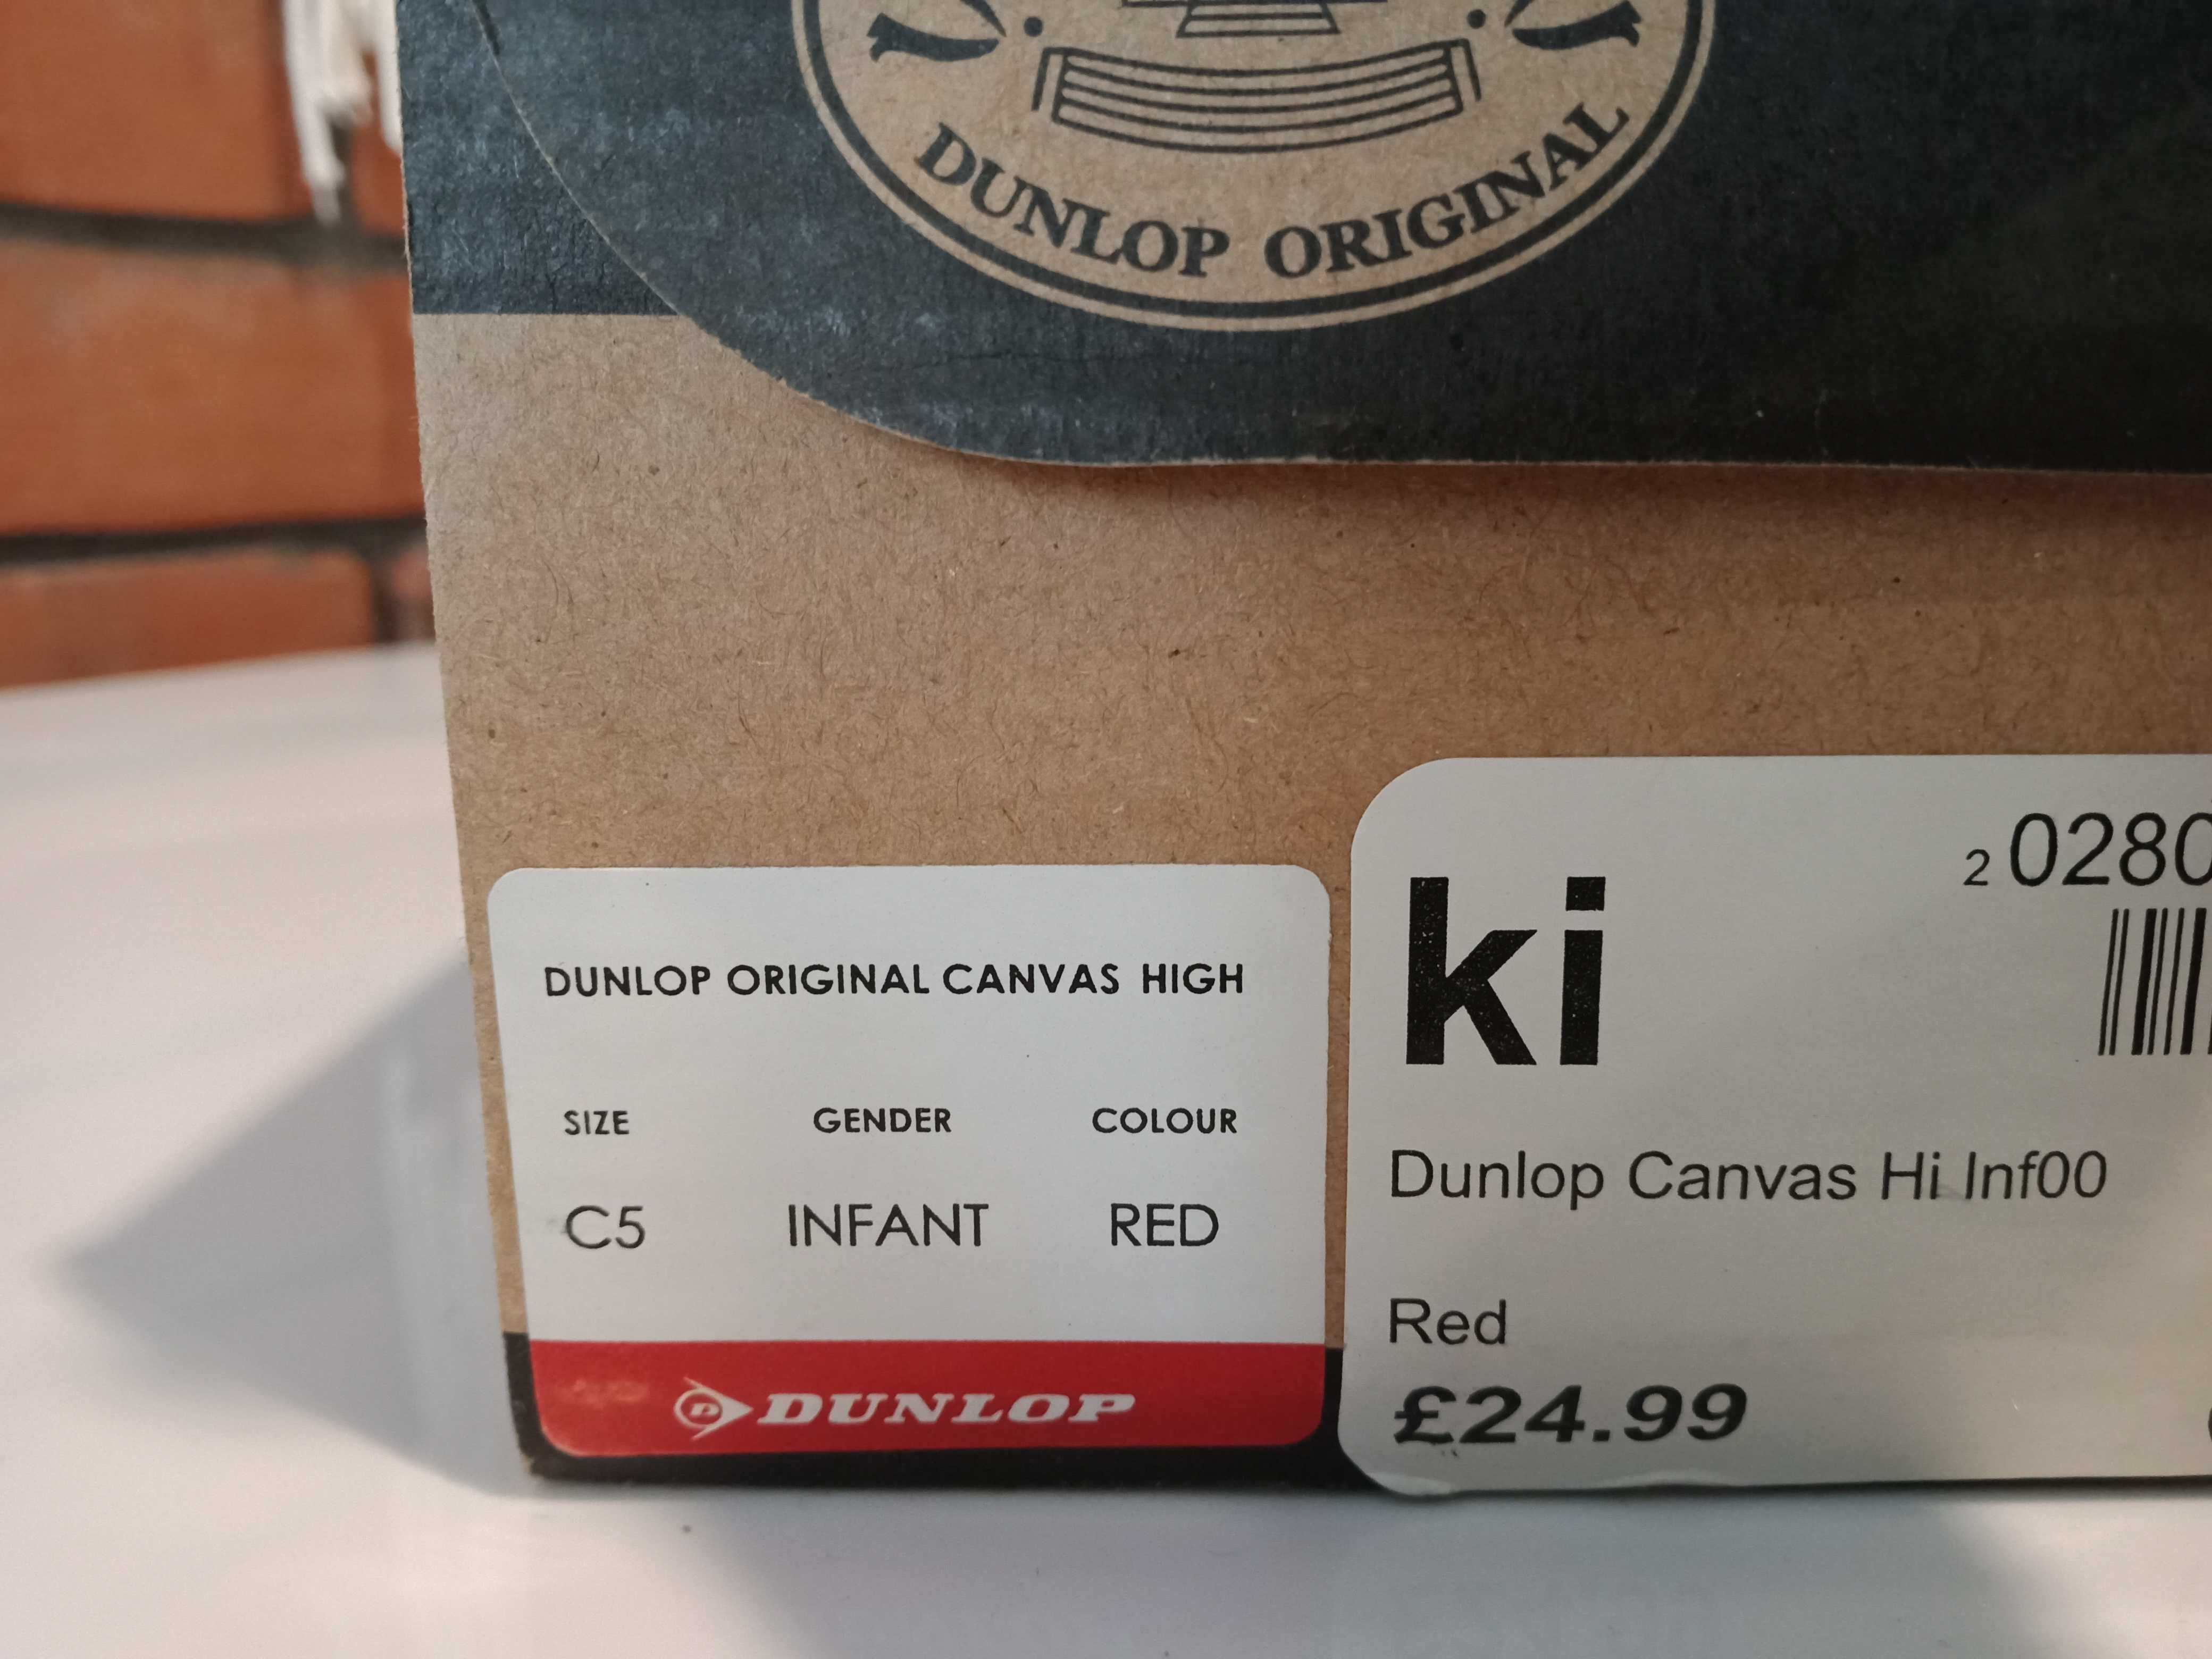 DUNLOP ORIGINAL
DUNLOP ORIGINAL CANVAS HIGH
SIZE GENDER COLOUR
C5 INFANT RED
D DUNLOP
2 0280
ki
Dunlop Canvas Hi Inf00
Red
£24.99